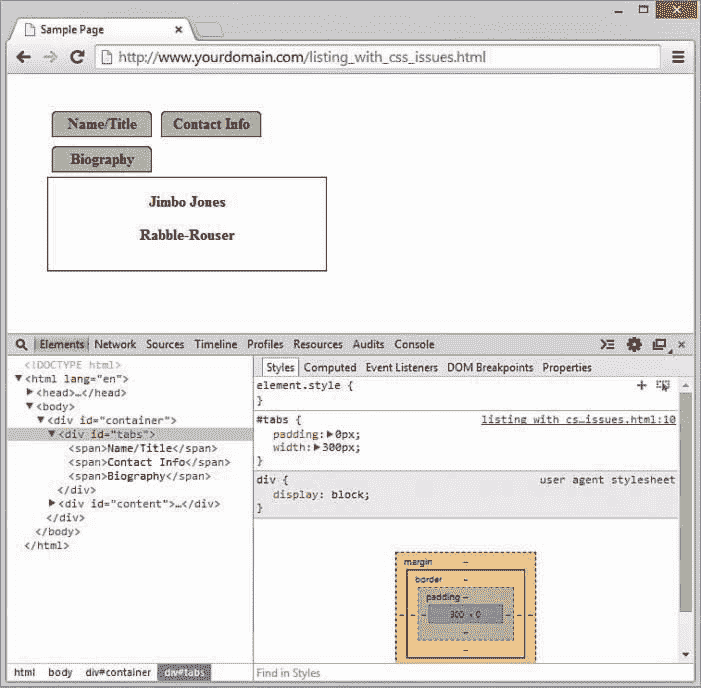 Sample Page
http://www.yourdomain.com/listing_with_css_issues.html
Name/Title Contact Info
Biography
Jimbo Jones
Rabble-Rouser
Elements Network Sources Timeline Profiles Resources Audits Console
<!DOCTYPE html>
<html lang="en">
<head>…</head>
<body>
<div id="container">
<div id="tabs">
<span>Name/Title</span>
<span>Contact Info</span>
<span>Biography</span>
</div>
<div id="content">…</div>
</div>
</body>
</html>
html body div#container div#tabs
Styles Computed Event Listeners DOM Breakpoints Properties
element.style {
}
#tabs { listing_with_cs…issues.html:10
padding: 0px;
width: 300px;
}
div { user agent stylesheet
display: block;
}
margin –
border –
padding –
300 × 0
Find in Styles